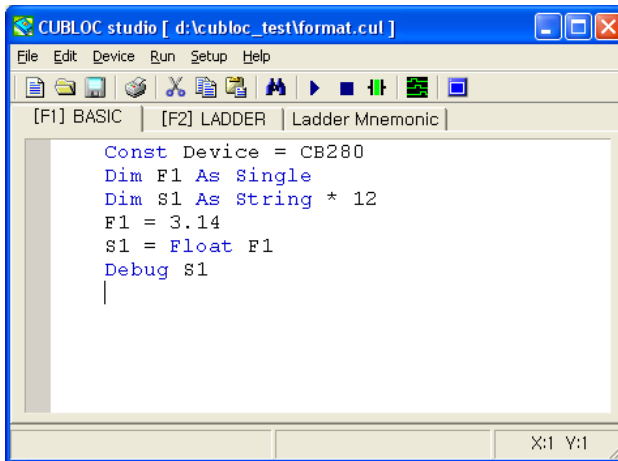 CUBLOC studio [ d:\cubloc_test\format.cul ]
File Edit Device Run Setup Help
[F1] BASIC [F2] LADDER Ladder Mnemonic
Const Device = CB280
Dim F1 As Single
Dim S1 As String * 12
F1 = 3.14
S1 = Float F1
Debug S1
X:1 Y:1